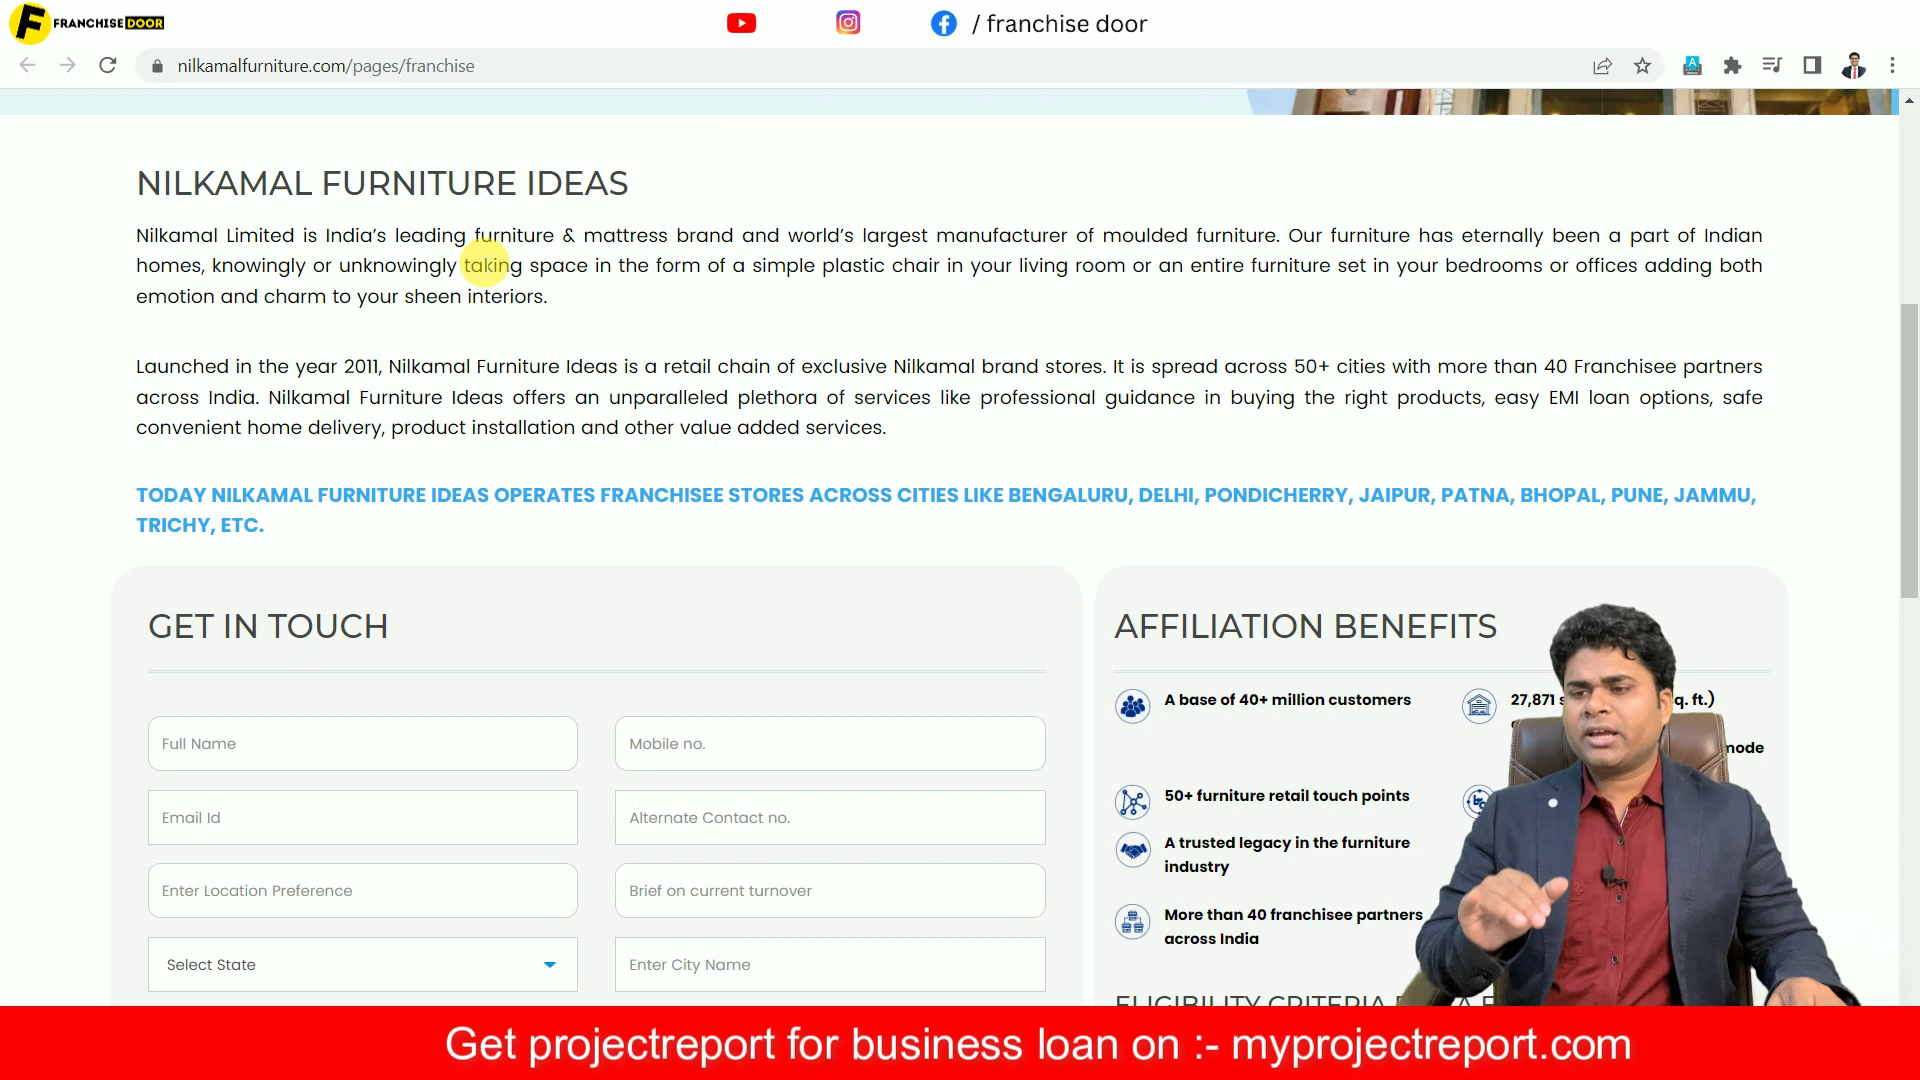 FRANCHISE DOOR
/ franchise door
nilkamalfurniture.com/pages/franchise
NILKAMAL FURNITURE IDEAS
Nilkamal Limited is India's leading furniture & mattress brand and world's largest manufacturer of moulded furniture. Our furniture has eternally been a part of Indian
homes, knowingly or unknowingly taking space in the form of a simple plastic chair in your living room or an entire furniture set in your bedrooms or offices adding both
emotion and charm to your sheen interiors.
Launched in the year 2011, Nilkamal Furniture Ideas is a retail chain of exclusive Nilkamal brand stores. It is spread across 50+ cities with more than 40 Franchisee partners
across India. Nilkamal Furniture Ideas offers an unparalleled plethora of services like professional guidance in buying the right products, easy EMI loan options, safe
convenient home delivery, product installation and other value added services.
TODAY NILKAMAL FURNITURE IDEAS OPERATES FRANCHISEE STORES ACROSS CITIES LIKE BENGALURU, DELHI, PONDICHERRY, JAIPUR, PATNA, BHOPAL, PUNE, JAMMU,
TRICHY, ETC.
GET IN TOUCH
Full Name
Mobile no.
Email Id
Alternate Contact no.
Enter Location Preference
Brief on current turnover
Select State
Enter City Name
AFFILIATION BENEFITS
A base of 40+ million customers
27,871
ft.)
50+ furniture retail touch points
A trusted legacy in the furniture
industry
More than 40 franchisee partners
across India
ELIGIBILITY CRITERIA
Get projectreport for business loan on :- myprojectreport.com